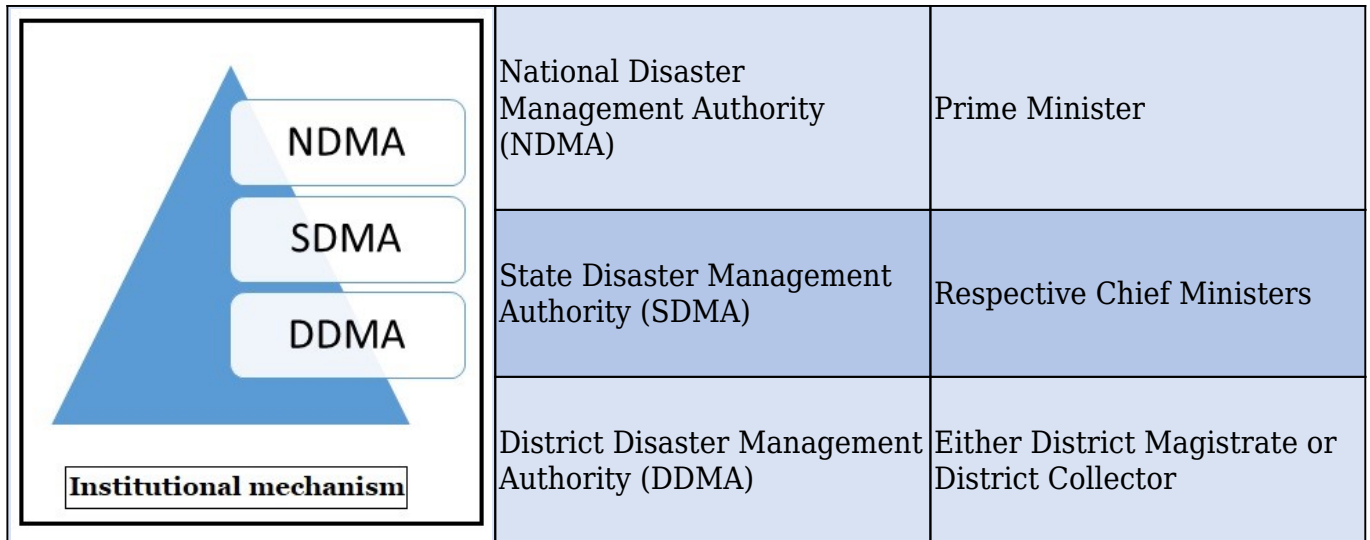 NDMA
SDMA
DDMA
Institutional mechanism
National Disaster
Management Authority
(NDMA)
Prime Minister
State Disaster Management
Authority (SDMA)
Respective Chief Ministers
District Disaster Management
Authority (DDMA)
Either District Magistrate or
District Collector